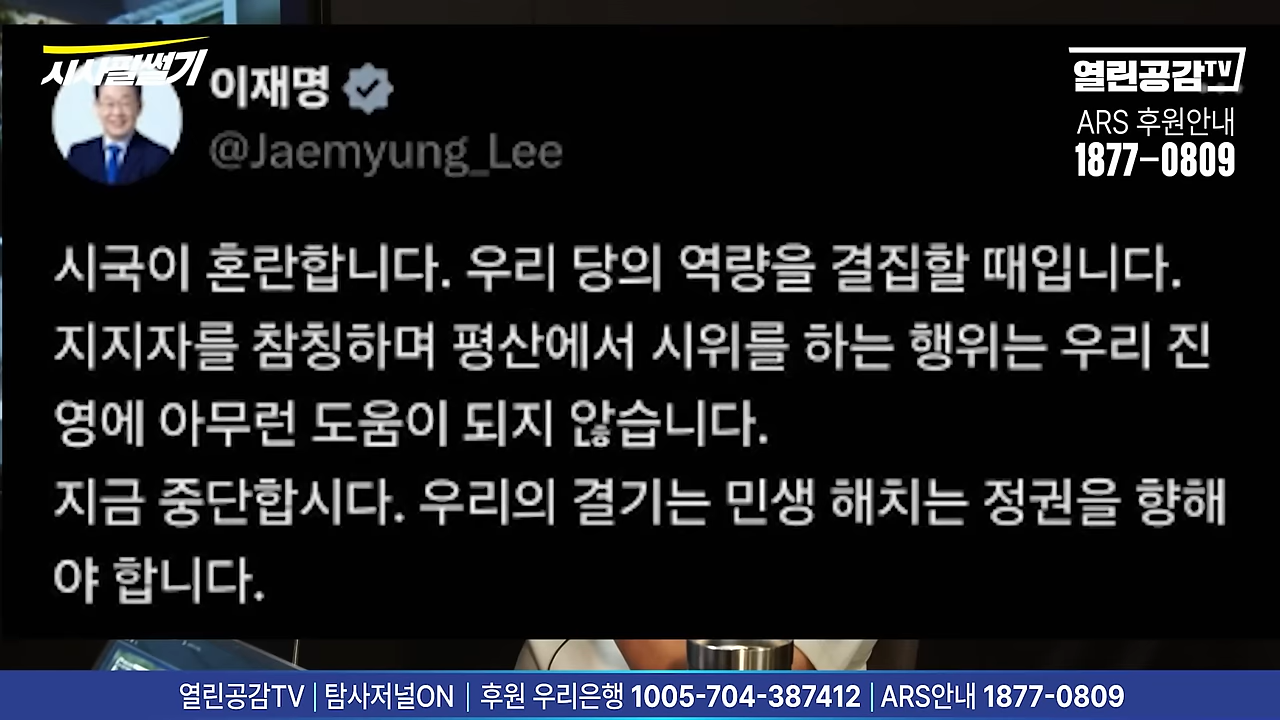 시사말썰기
이재명
@Jaemyung_Lee
열린공감TV
ARS 후원안내
1877-0809
시국이 혼란합니다. 우리 당의 역량을 결집할 때입니다.
지지자를 참칭하며 평산에서 시위를 하는 행위는 우리 진
영에 아무런 도움이 되지 않습니다.
지금 중단합시다. 우리의 결기는 민생 해치는 정권을 향해
야 합니다.
열린공감TV | 탐사저널ON | 후원 우리은행 1005-704-387412 | ARS안내 1877-0809